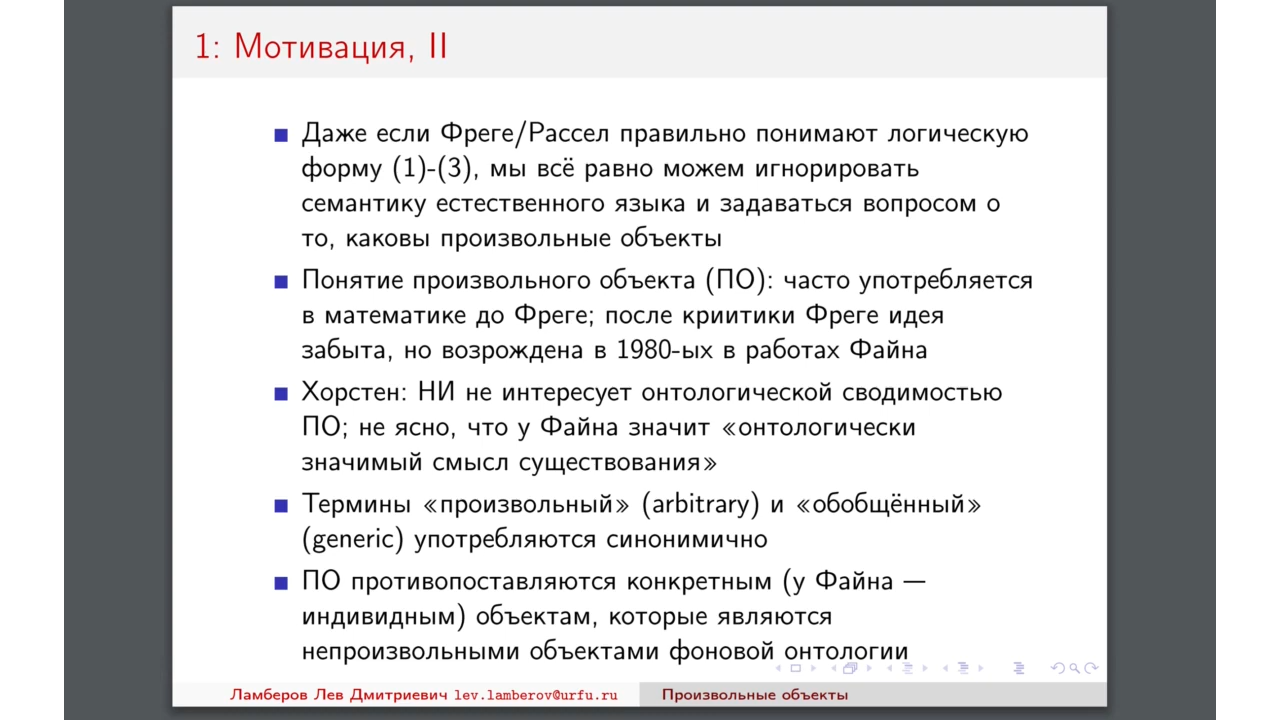 1: Мотивация, II
Даже если Фреге/Рассел правильно понимают логическую
форму (1)-(3), мы всё равно можем игнорировать
семантику естественного языка и задаваться вопросом о
то, каковы произвольные объекты
Понятие произвольного объекта (ПО): часто употребляется
в математике до Фреге; после криитики Фреге идея
забыта, но возрождена в 1980-ых в работах Файна
Хорстен: НИ не интересует онтологической сводимостью
ПО; не ясно, что у Файна значит «онтологически
значимый смысл существования»
Термины «произвольный» (arbitrary) и «обобщённый»
(generic) употребляются синонимично
ПО противопоставляются конкретным (у Файна —
индивидным) объектам, которые являются
непроизвольными объектами фоновой онтологии
Ламберов Лев Дмитриевич lev.lamberov@urfu.ru
Произвольные объекты